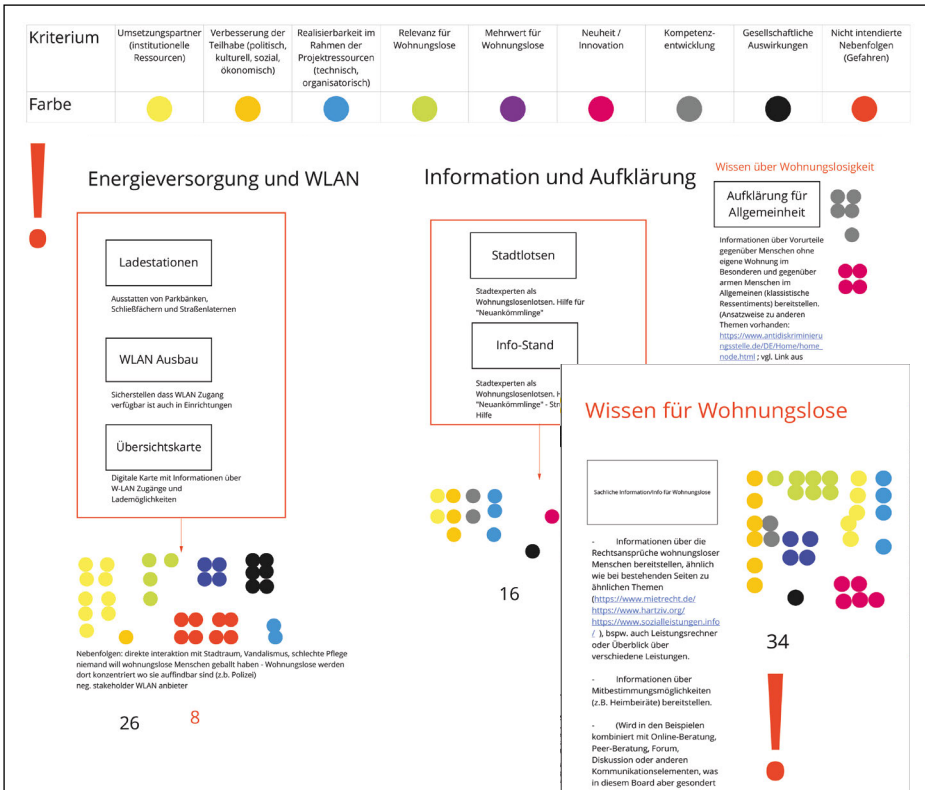 Kriterium
Umsetzungspartner
(institutionelle
Ressourcen)
Verbesserung der
Teilhabe (politisch,
kulturell, sozial,
ökonomisch)
Realisierbarkeit im
Rahmen der
Projektressourcen
(technisch,
organisatorisch)
Relevanz für
Wohnungslose
Mehrwert für
Wohnungslose
Neuheit /
Innovation
Kompetenz-
entwicklung
Gesellschaftliche
Auswirkungen
Nicht intendierte
Nebenfolgen
(Gefahren)
Farbe
!
Energieversorgung und WLAN
Ladestationen
Ausstatten von Parkbänken,
Schließfächern und Straßenlaternen
WLAN Ausbau
Sicherstellen dass WLAN Zugang
verfügbar ist auch in Einrichtungen
Übersichtskarte
Digitale Karte mit Informationen über
W-LAN Zugänge und
Lademöglichkeiten
Nebenfolgen: direkte interaktion mit Stadtraum, Vandalismus, schlechte Pflege
niemand will wohnungslose Menschen geballt haben - Wohnungslose werden
dort konzentriert wo sie auffindbar sind (z.b. Polizei)
neg. stakeholder WLAN anbieter
26
8
Information und Aufklärung
Stadtlotsen
Stadtexperten als
Wohnungslosenlotsen. Hilfe für
"Neuankömmlinge"
Info-Stand
Stadtexperten als
Wohnungslosenlotsen. H
"Neuankömmlinge" - Str
Hilfe
16
Wissen über Wohnungslosigkeit
Aufklärung für
Allgemeinheit
Informationen über Vorurteile
gegenüber Menschen ohne
eigene Wohnung im
Besonderen und gegenüber
armen Menschen im
Allgemeinen (klassistische
Ressentiments) bereitstellen.
(Ansatzweise zu anderen
Themen vorhanden:
https://www.antidiskriminieru
ngsstelle.de/DE/Home/home_
node.html ; vgl. Link aus
Wissen für Wohnungslose
Sachliche Information/Info für Wohnungslose
- Informationen über die
Rechtsansprüche wohnungsloser
Menschen bereitstellen, ähnlich
wie bei bestehenden Seiten zu
ähnlichen Themen
(https://www.mietrecht.de/
https://www.hartziv.org/
https://www.sozialleistungen.info
/ ), bspw. auch Leistungsrechner
oder Überblick über
verschiedene Leistungen.
- Informationen über
Mitbestimmungsmöglichkeiten
(z.B. Heimbeiräte) bereitstellen.
- (Wird in den Beispielen
kombiniert mit Online-Beratung,
Peer-Beratung, Forum,
Diskussion oder anderen
Kommunikationselementen, was
in diesem Board aber gesondert
34
!